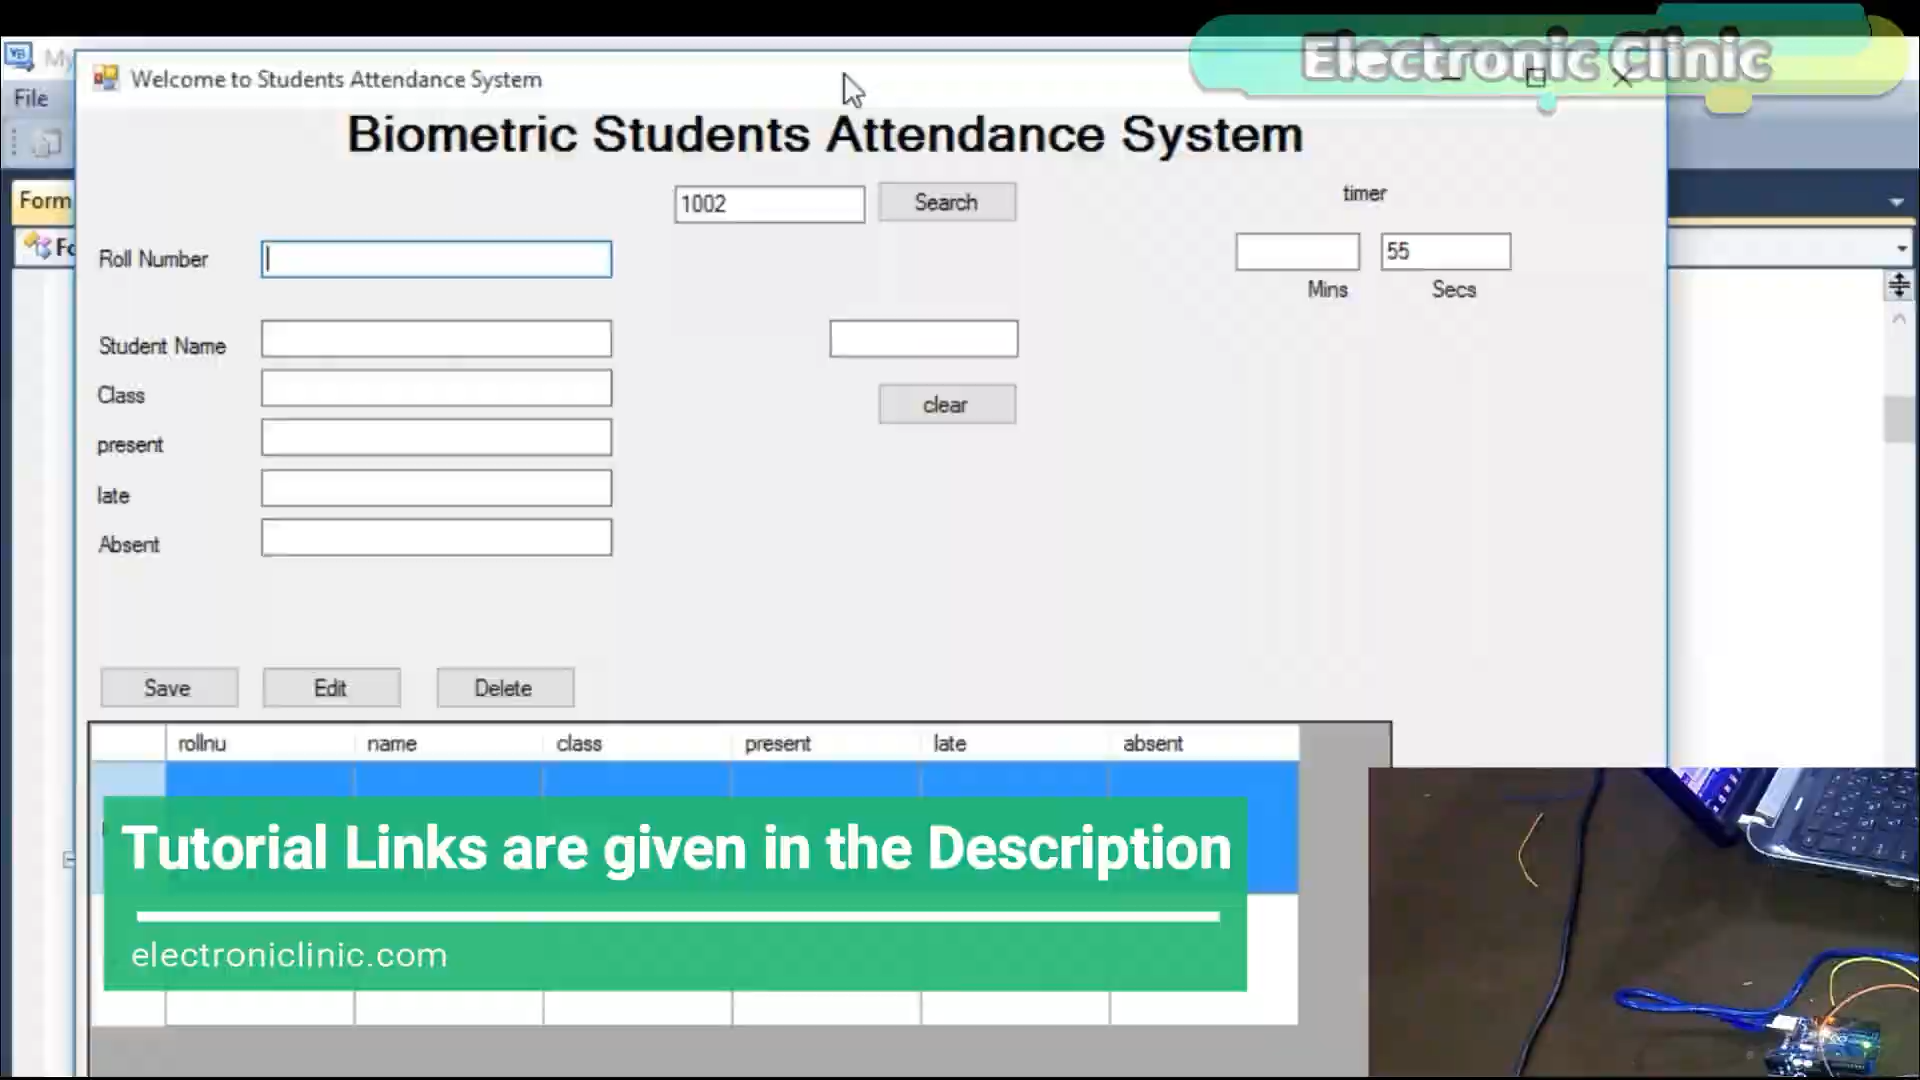 Electronic Clinic
My
Welcome to Students Attendance System
File
Biometric Students Attendance System
1002
Search
timer
Form
Fo
Roll Number
55
Mins
Secs
Student Name
Class
clear
present
late
Absent
Save
Edit
Delete
rollnu
name
class
present
late
absent
Tutorial Links are given in the Description
electroniclinic.com